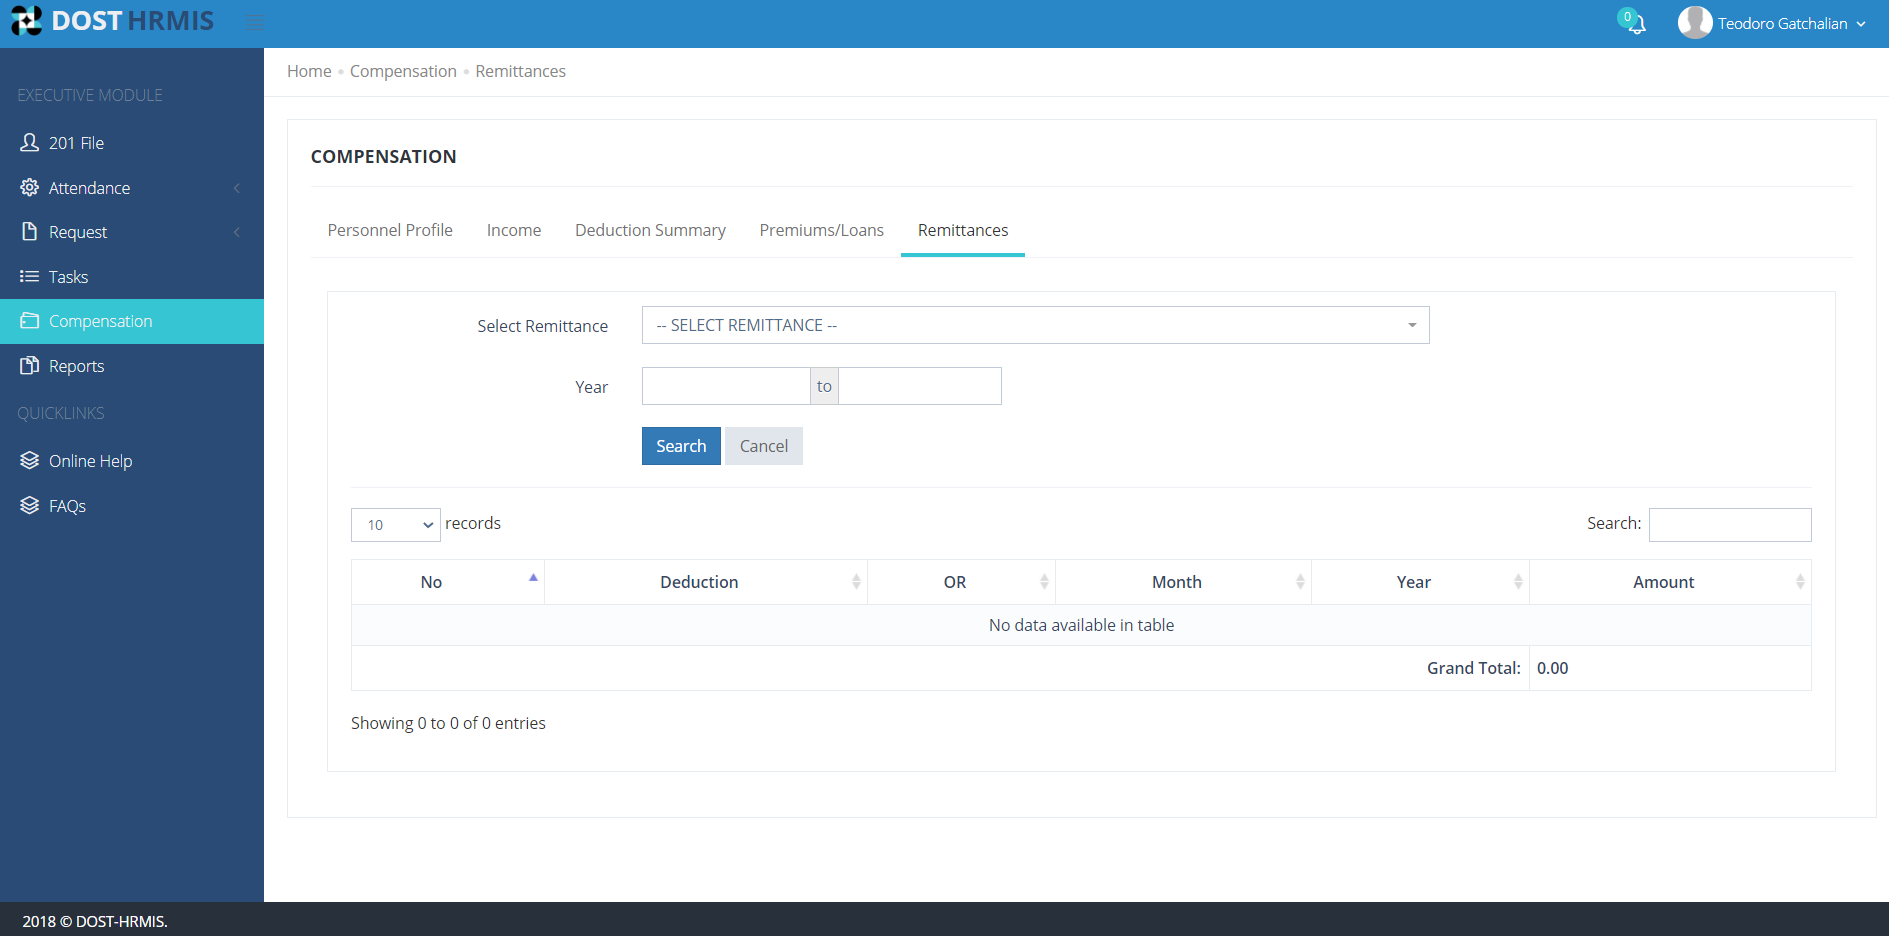 DOST HRMIS
0
Teodoro Gatchalian
EXECUTIVE MODULE
201 File
Attendance
Request
Tasks
Compensation
Reports
QUICKLINKS
Online Help
FAQs
Home • Compensation • Remittances
COMPENSATION
Personnel Profile Income Deduction Summary Premiums/Loans Remittances
Select Remittance -- SELECT REMITTANCE --
Year to
Search Cancel
10 records Search:
No Deduction OR Month Year Amount
No data available in table
Grand Total: 0.00
Showing 0 to 0 of 0 entries
2018 © DOST-HRMIS.